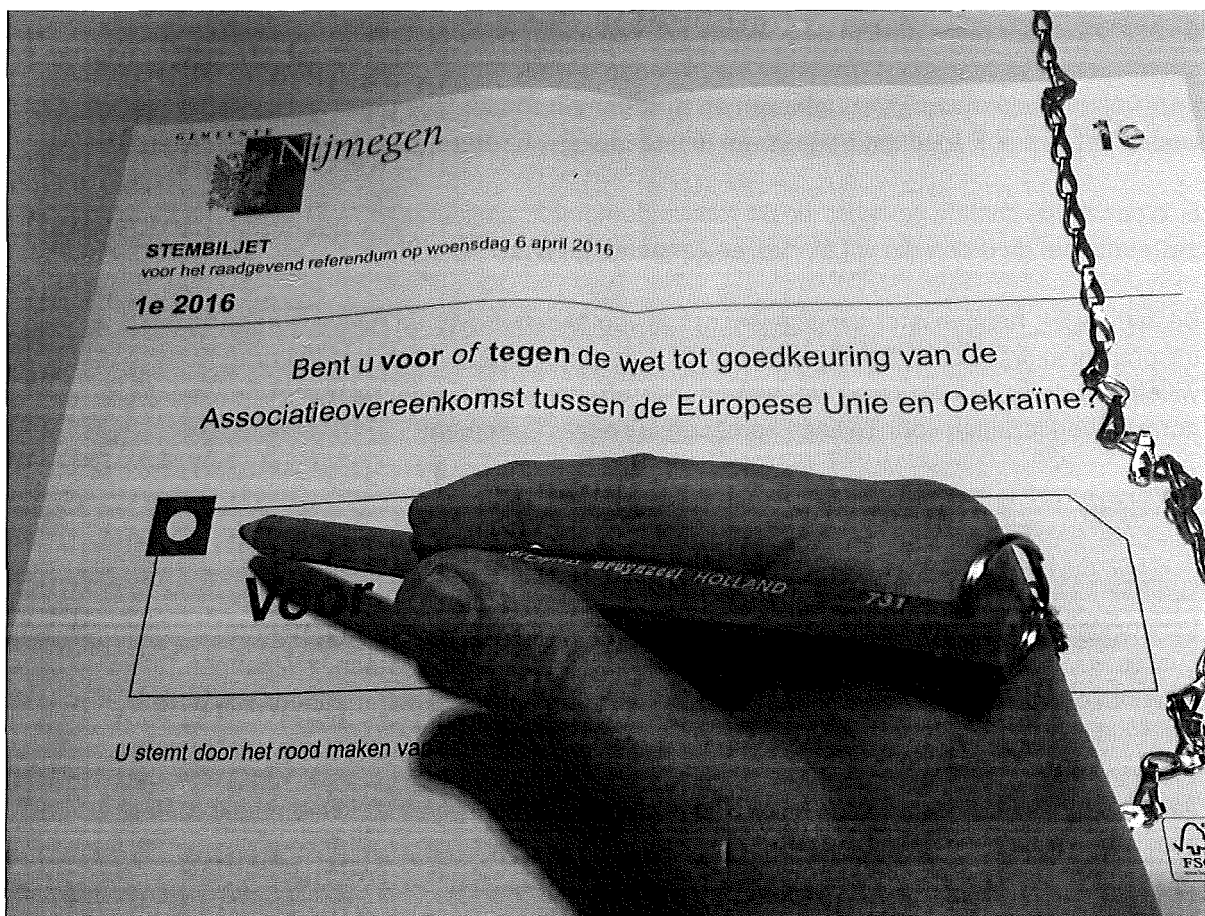 GEMEENTE
Nijmegen
1e
STEMBILJET
voor het raadgevend referendum op woensdag 6 april 2016
1e 2016
Bent u voor of tegen de wet tot goedkeuring van de
Associatieovereenkomst tussen de Europese Unie en Oekraïne?
bruynzeel HOLLAND 731
voor
U stemt door het rood maken van
FSC